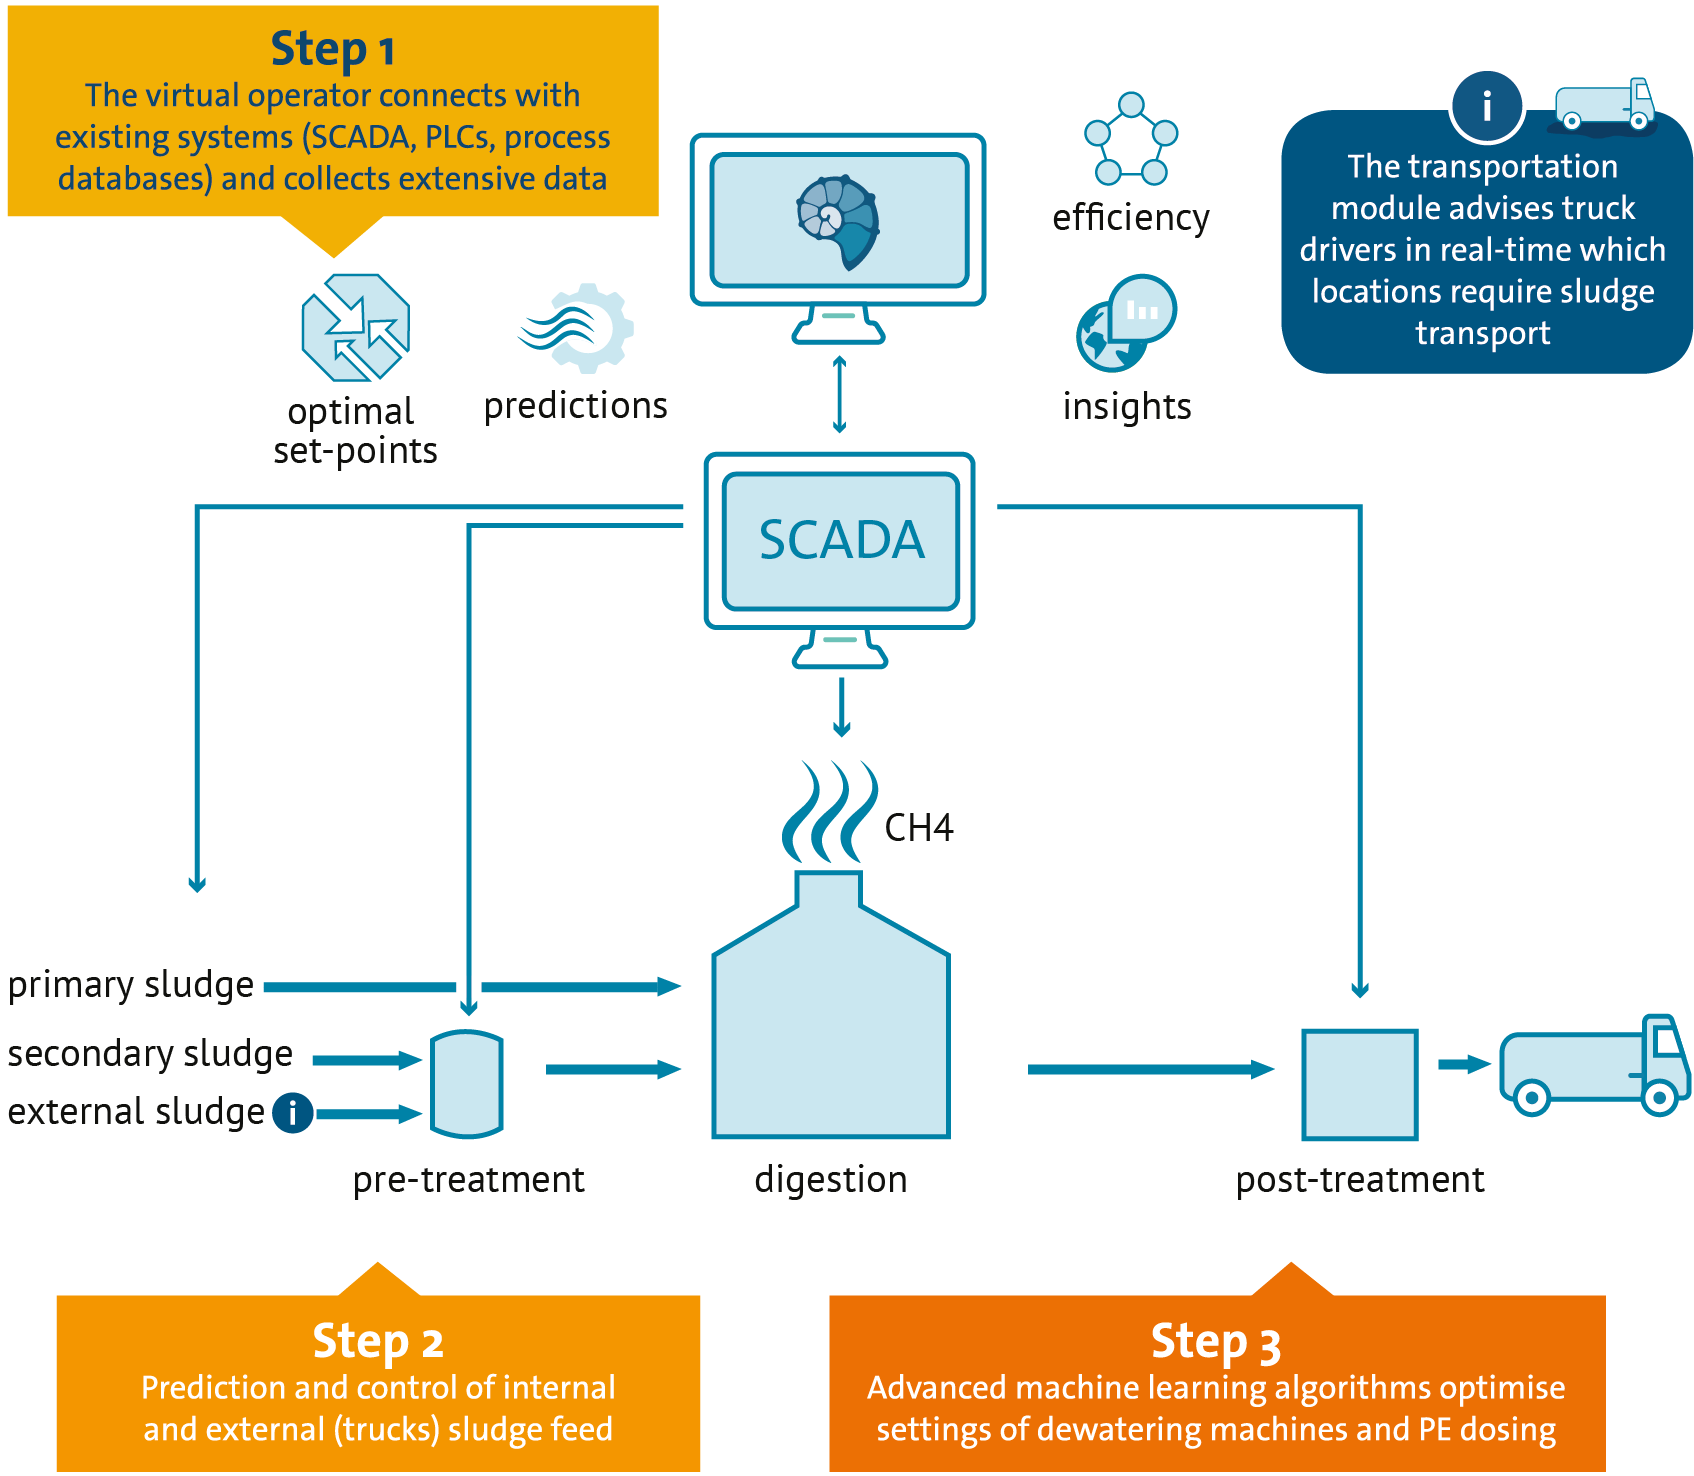 Step 1
The virtual operator connects with
existing systems (SCADA, PLCs, process
databases) and collects extensive data
optimal
set-points
predictions
efficiency
insights
i
The transportation
module advises truck
drivers in real-time which
locations require sludge
transport
SCADA
CH4
primary sludge
secondary sludge
external sludge i
pre-treatment
digestion
post-treatment
Step 2
Prediction and control of internal
and external (trucks) sludge feed
Step 3
Advanced machine learning algorithms optimise
settings of dewatering machines and PE dosing